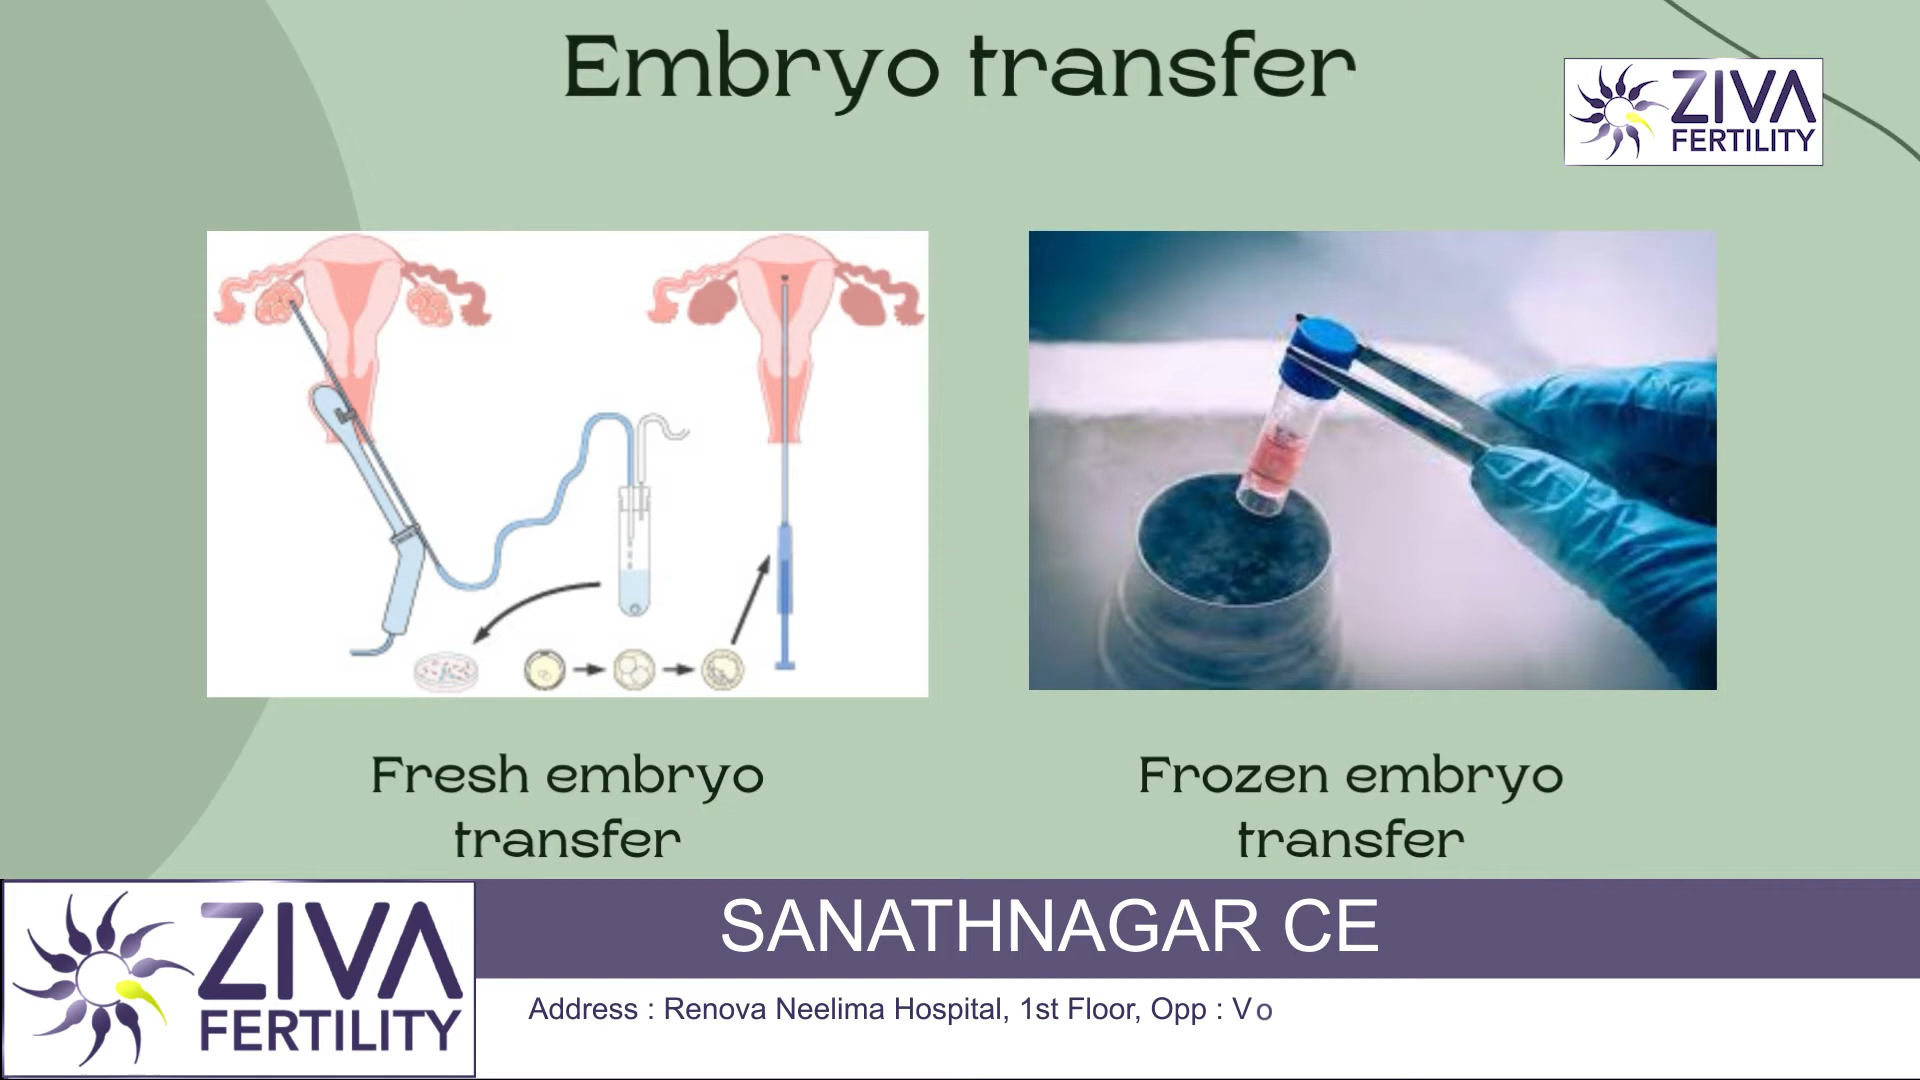 Embryo transfer
ZIVA
FERTILITY
Fresh embryo
transfer
Frozen embryo
transfer
ZIVA
FERTILITY
SANATHNAGAR CE
Address : Renova Neelima Hospital, 1st Floor, Opp : Vo